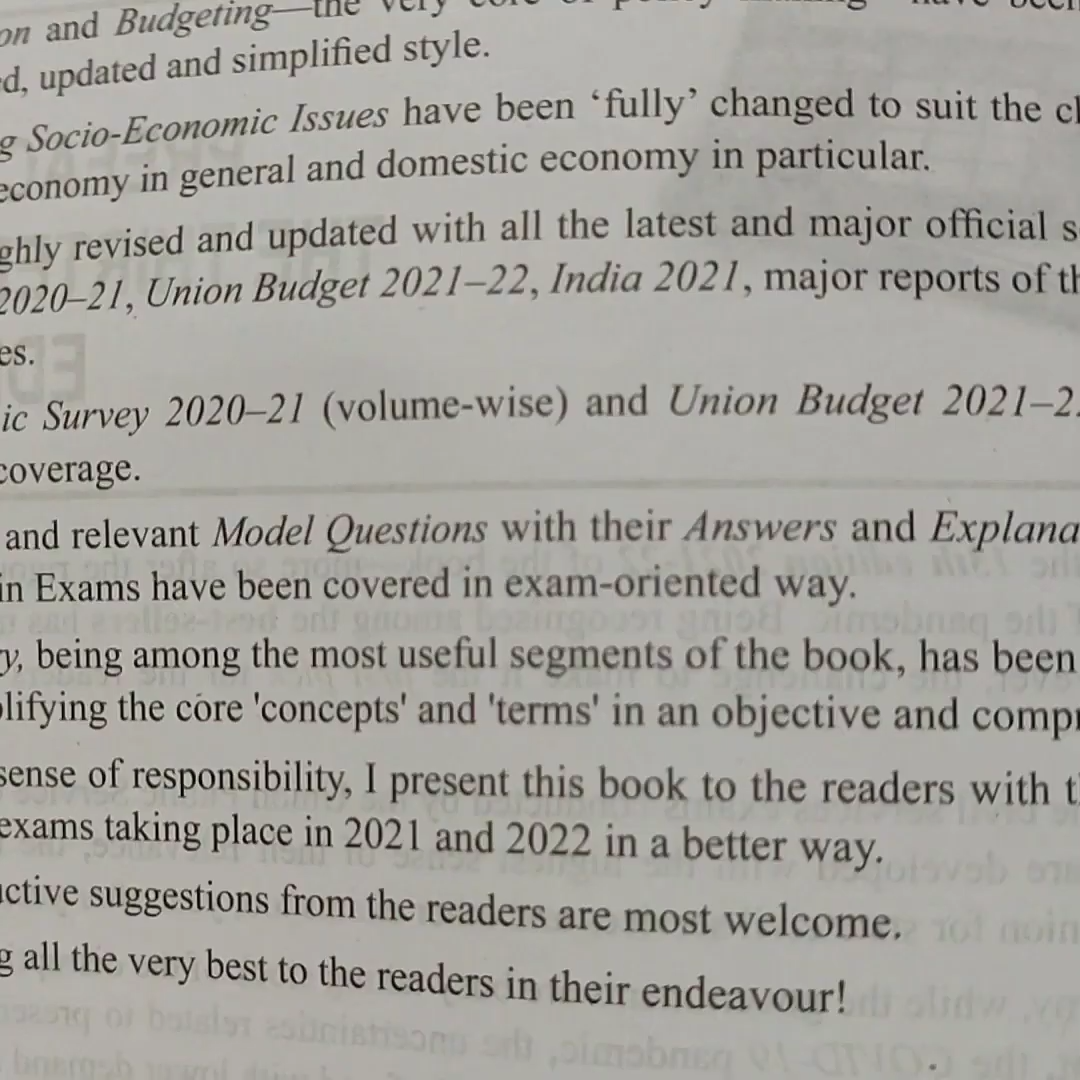 on and Budgeting—the very core of policy
d, updated and simplified style.
g Socio-Economic Issues have been ‘fully’ changed to suit the ch
economy in general and domestic economy in particular.
ghly revised and updated with all the latest and major official s
2020–21, Union Budget 2021–22, India 2021, major reports of th
es.
ic Survey 2020–21 (volume-wise) and Union Budget 2021–2
coverage.
and relevant Model Questions with their Answers and Explana
in Exams have been covered in exam-oriented way.
y, being among the most useful segments of the book, has been
lifying the core 'concepts' and 'terms' in an objective and compr
sense of responsibility, I present this book to the readers with t
exams taking place in 2021 and 2022 in a better way.
uctive suggestions from the readers are most welcome.
g all the very best to the readers in their endeavour!